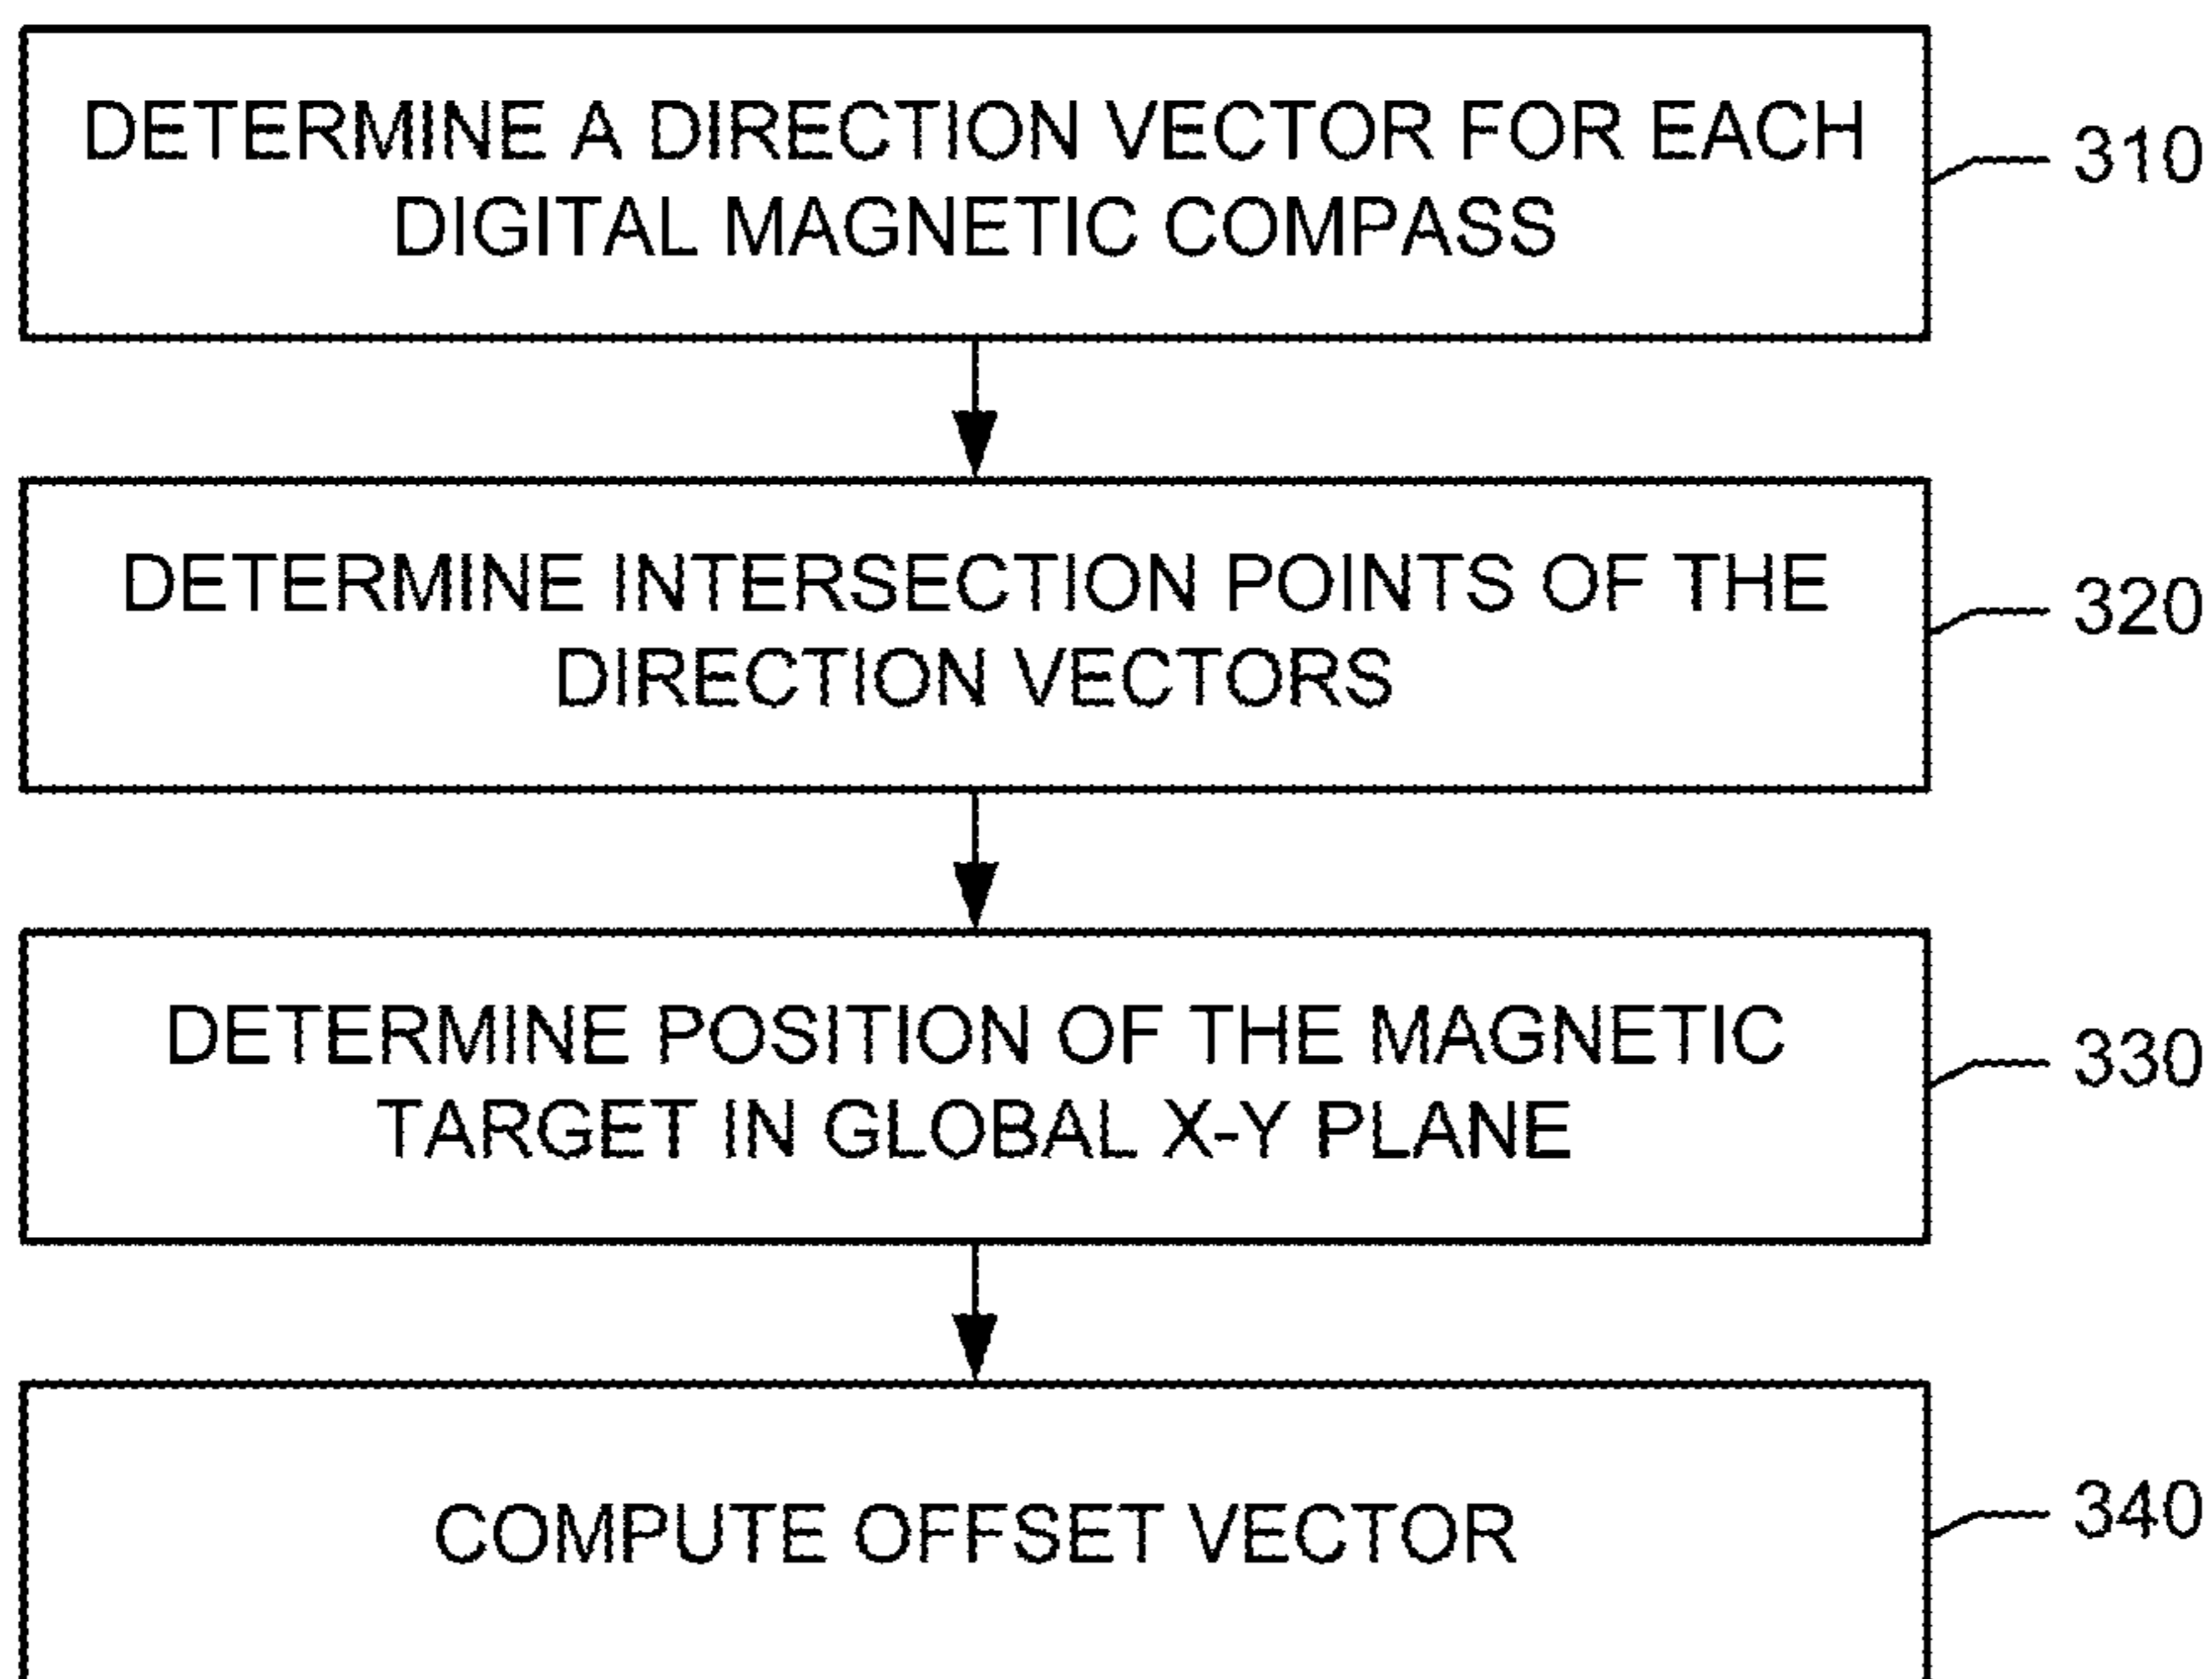 DETERMINE A DIRECTION VECTOR FOR EACH
DIGITAL MAGNETIC COMPASS
310
DETERMINE INTERSECTION POINTS OF THE
DIRECTION VECTORS
320
DETERMINE POSITION OF THE MAGNETIC
TARGET IN GLOBAL X-Y PLANE
330
COMPUTE OFFSET VECTOR
340